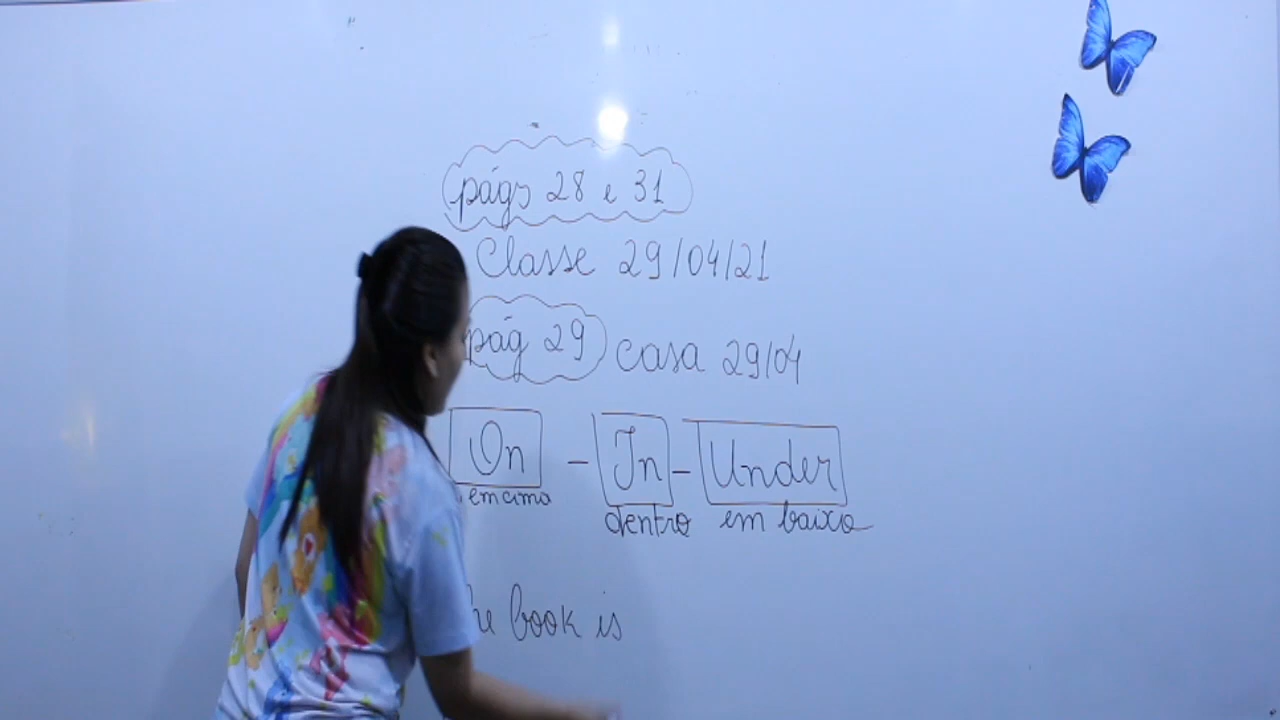 págs 28 e 31
Classe 29/04/21
pág 29 casa 29/04
On - In - Under
em cima dentro em baixo
book is